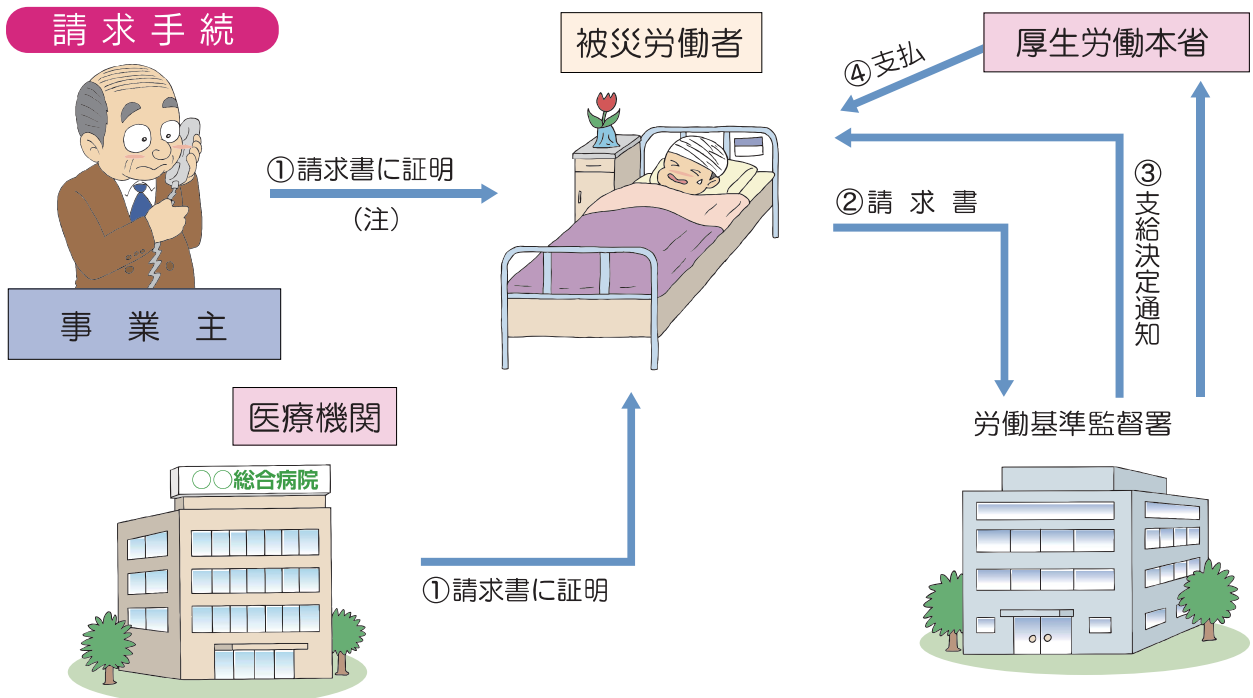 請求手続
被災労働者
厚生労働本省
④支払
①請求書に証明
(注)
②請求書
③支給決定通知
事業主
医療機関
○○総合病院
①請求書に証明
労働基準監督署